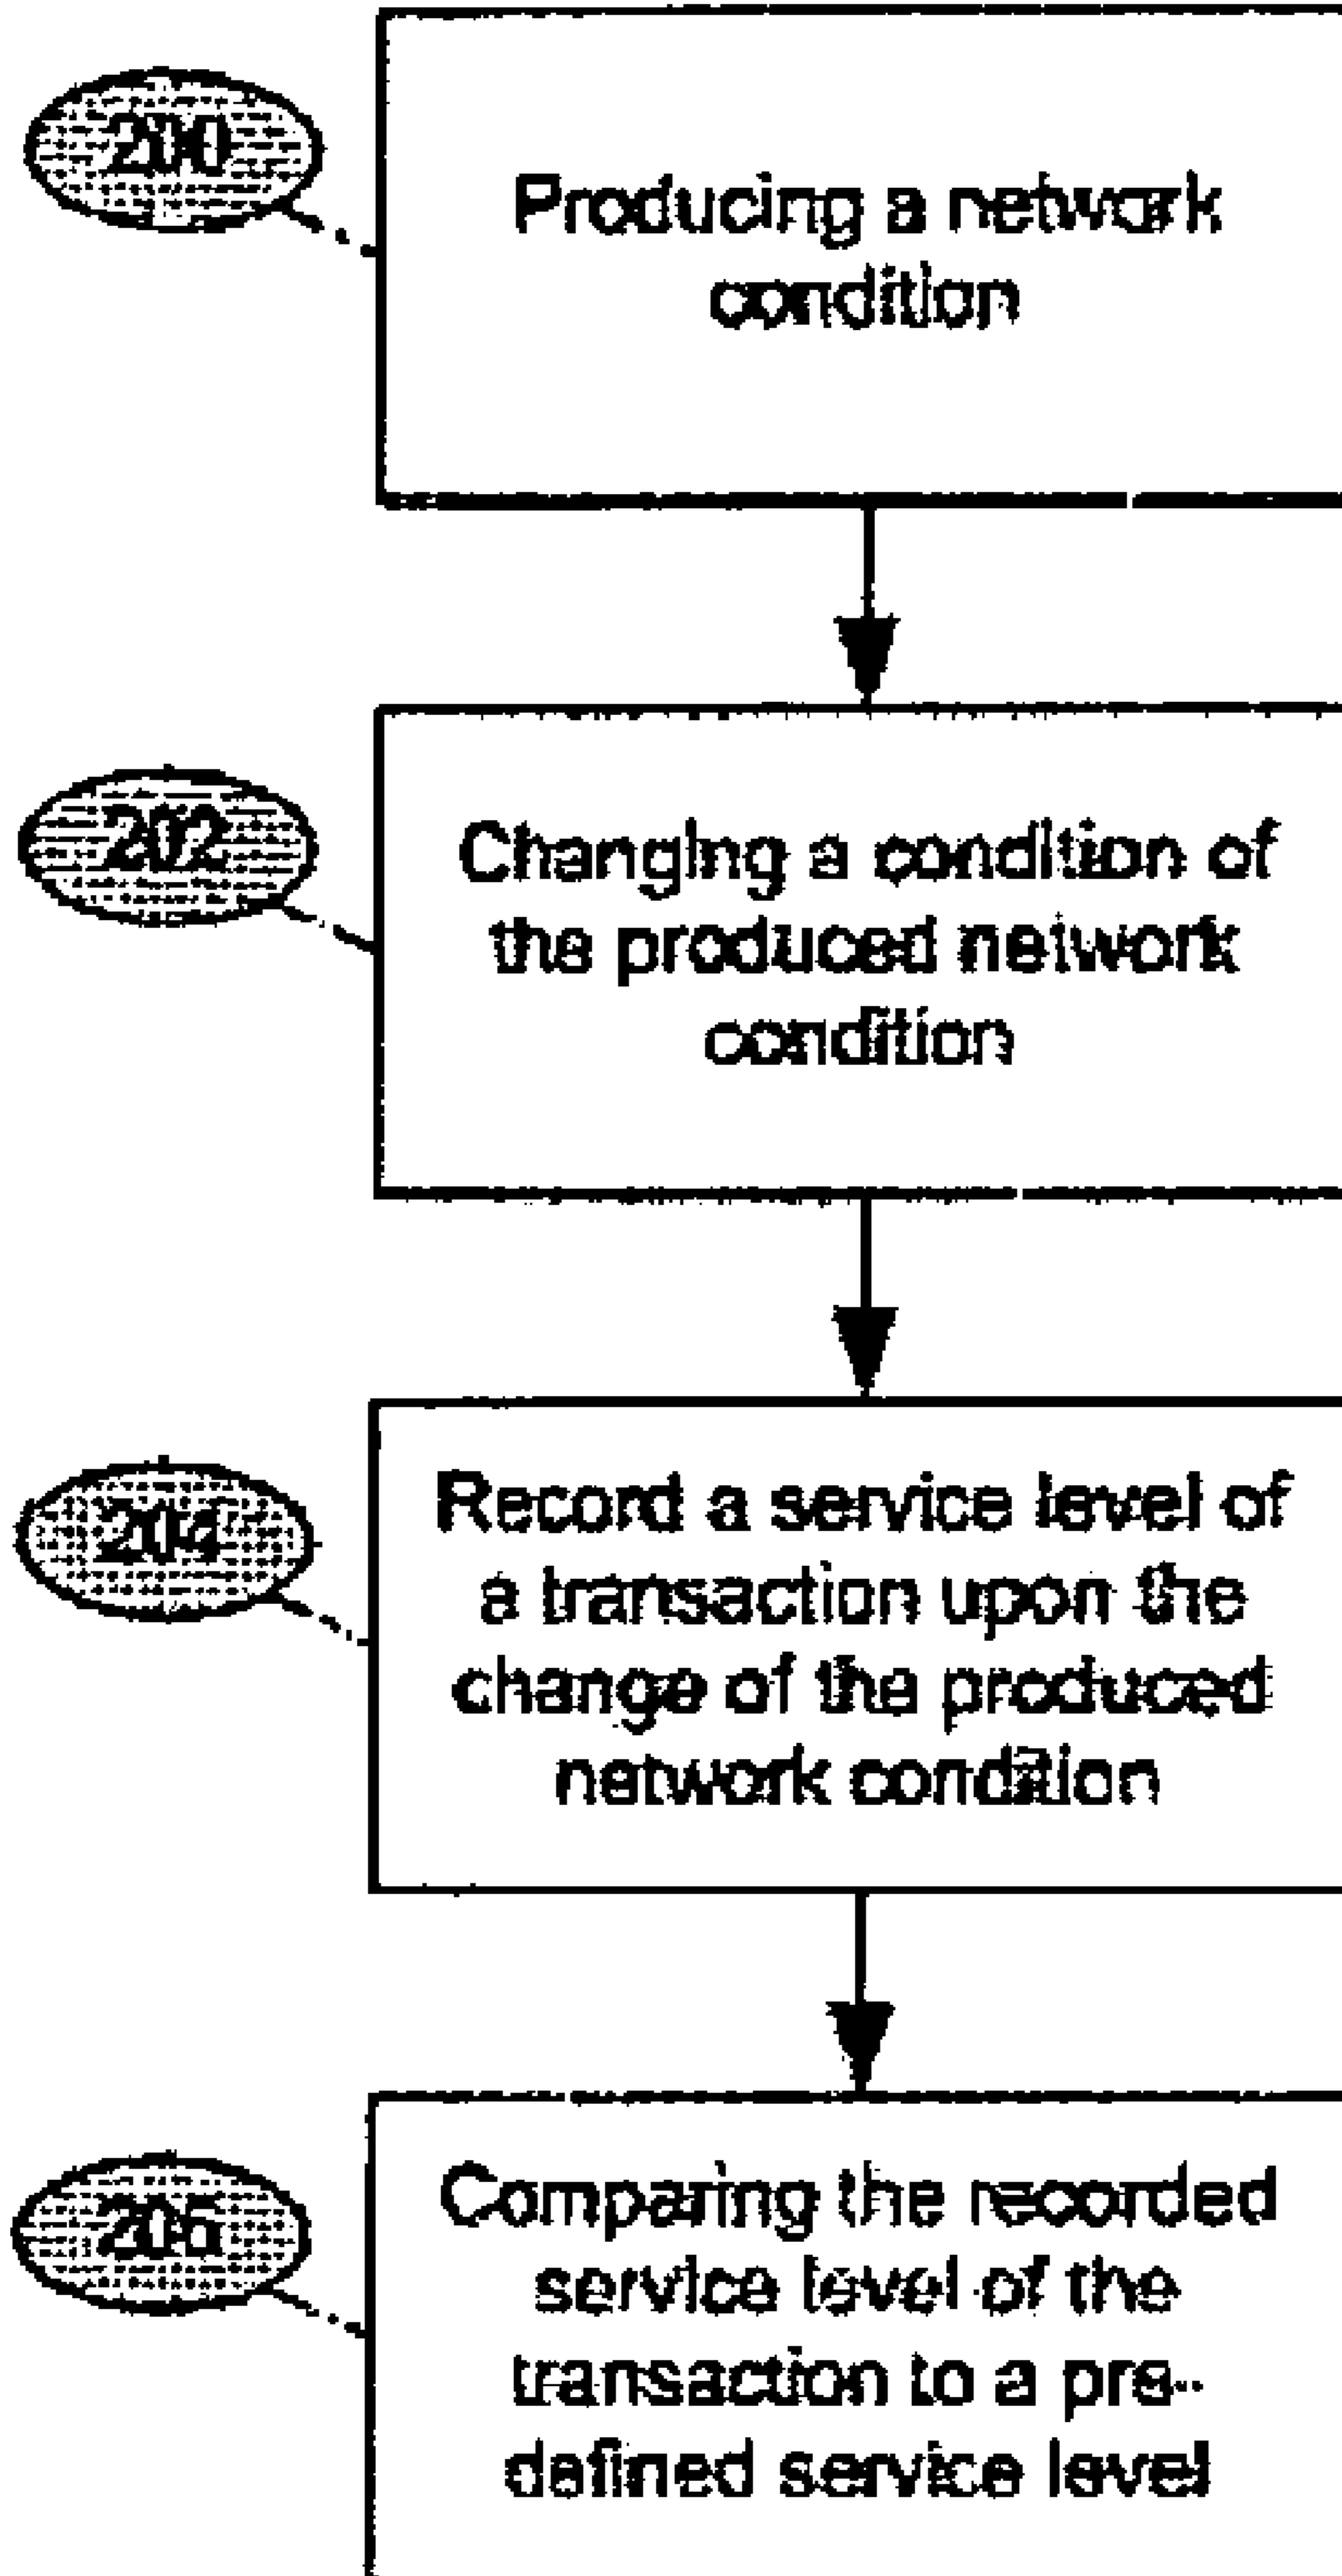 200
Producing a network
condition
202
Changing a condition of
the produced network
condition
204
Record a service level of
a transaction upon the
change of the produced
network condition
205
Comparing the recorded
service level of the
transaction to a pre-
defined service level